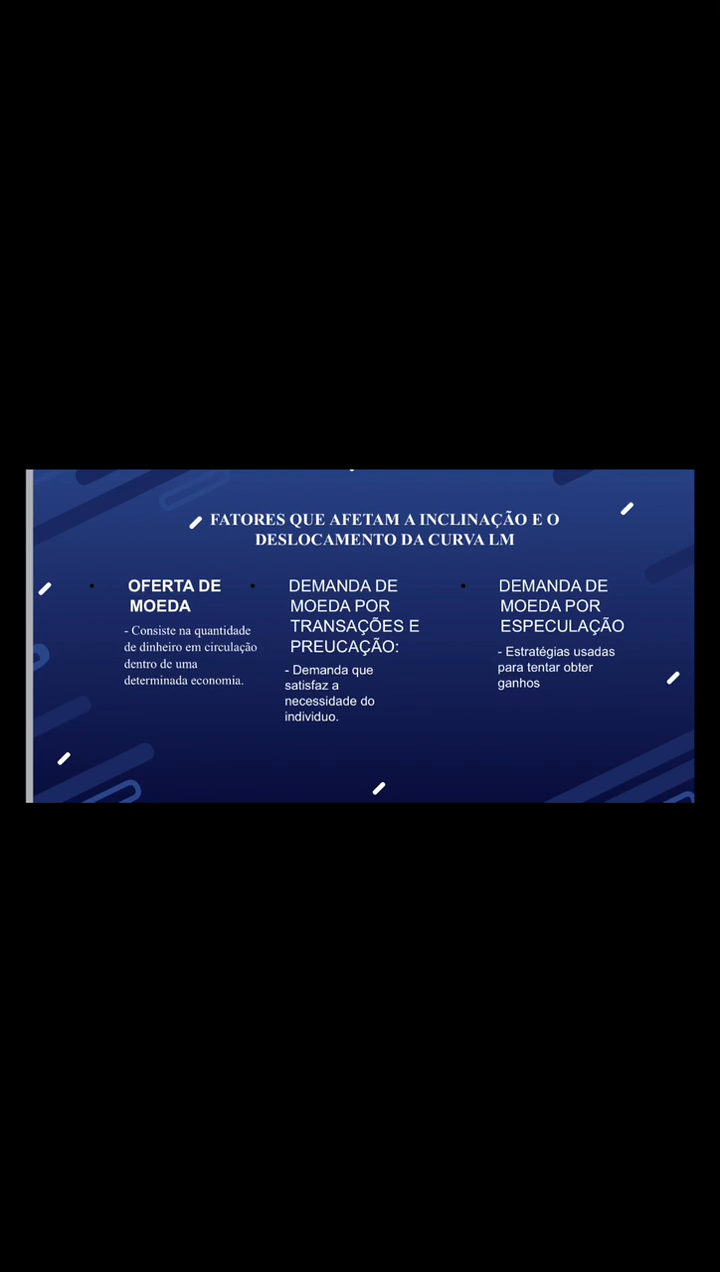 FATORES QUE AFETAM A INCLINAÇÃO E O
DESLOCAMENTO DA CURVA LM
OFERTA DE
MOEDA
- Consiste na quantidade
de dinheiro em circulação
dentro de uma
determinada economia.
DEMANDA DE
MOEDA POR
TRANSAÇÕES E
PREUCAÇÃO:
- Demanda que
satisfaz a
necessidade do
individuo.
DEMANDA DE
MOEDA POR
ESPECULAÇÃO
- Estratégias usadas
para tentar obter
ganhos